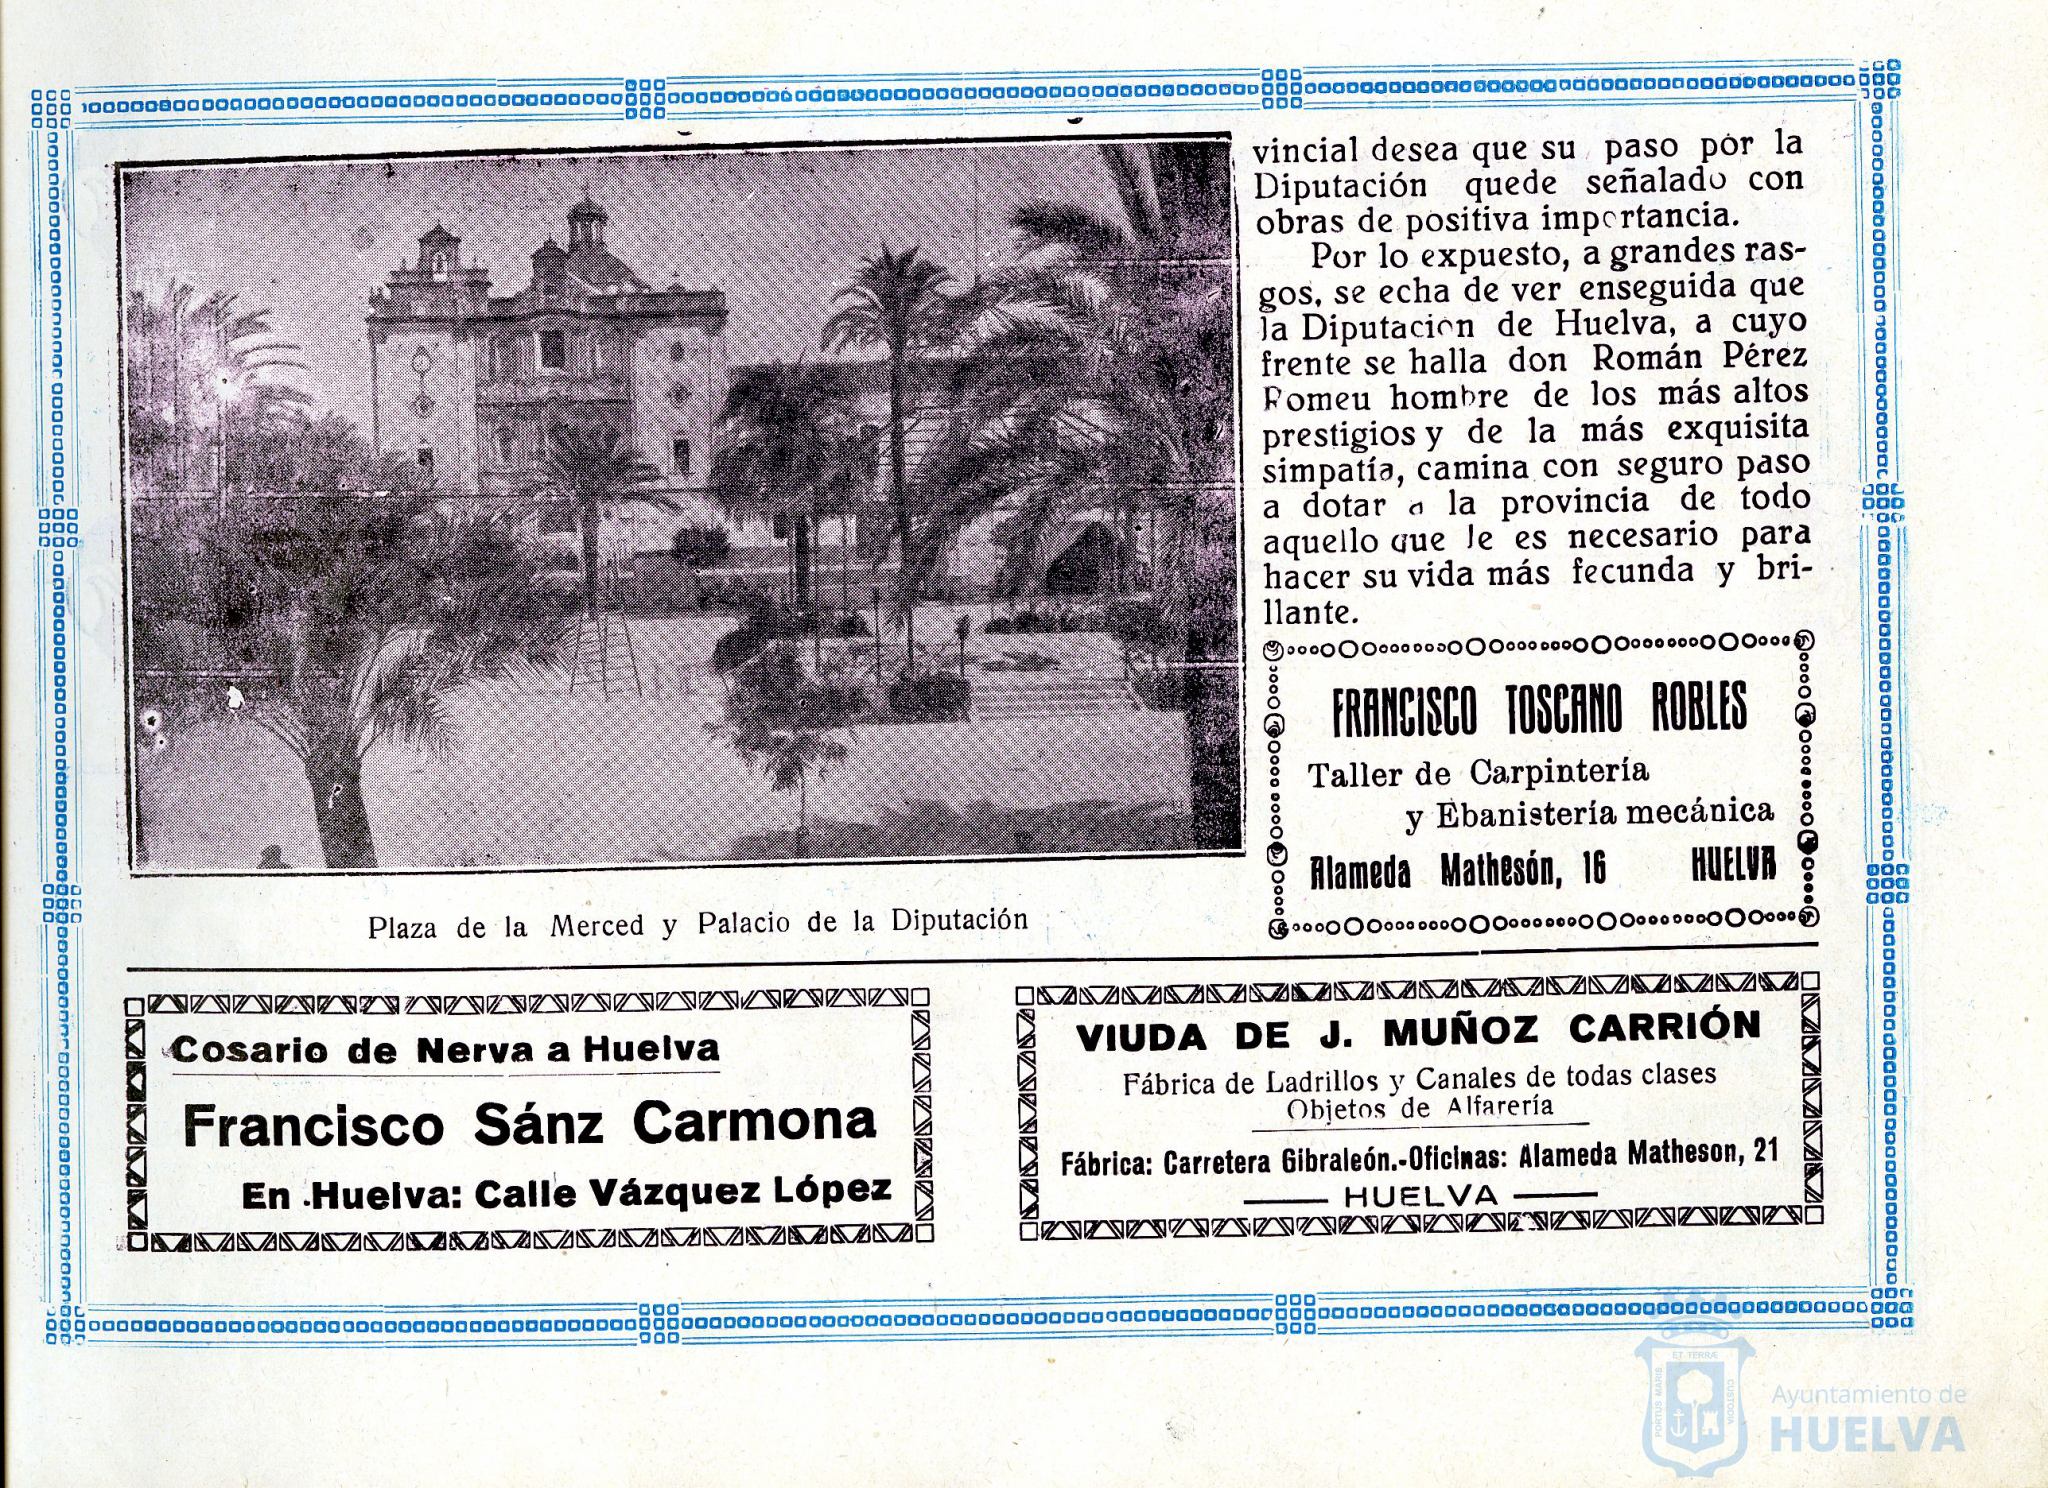 vincial desea que su paso por la
Diputación quede señalado con
obras de positiva importancia.
Por lo expuesto, a grandes ras-
gos, se echa de ver enseguida que
la Diputación de Huelva, a cuyo
frente se halla don Román Pérez
Romeu hombre de los más altos
prestigios y de la más exquisita
simpatía, camina con seguro paso
a dotar a la provincia de todo
aquello que le es necesario para
hacer su vida más fecunda y bri-
llante.
FRANCISCO TOSCANO ROBLES
Taller de Carpintería
y Ebanistería mecánica
Alameda Mathesón, 16 HUELVA
Plaza de la Merced y Palacio de la Diputación
Cosario de Nerva a Huelva
Francisco Sánz Carmona
En Huelva: Calle Vázquez López
VIUDA DE J. MUÑOZ CARRIÓN
Fábrica de Ladrillos y Canales de todas clases
Objetos de Alfarería
Fábrica: Carretera Gibraleón.-Oficinas: Alameda Matheson, 21
HUELVA
PORTUS MARIS
ET TERRÆ
CUSTODIA
Ayuntamiento de
HUELVA